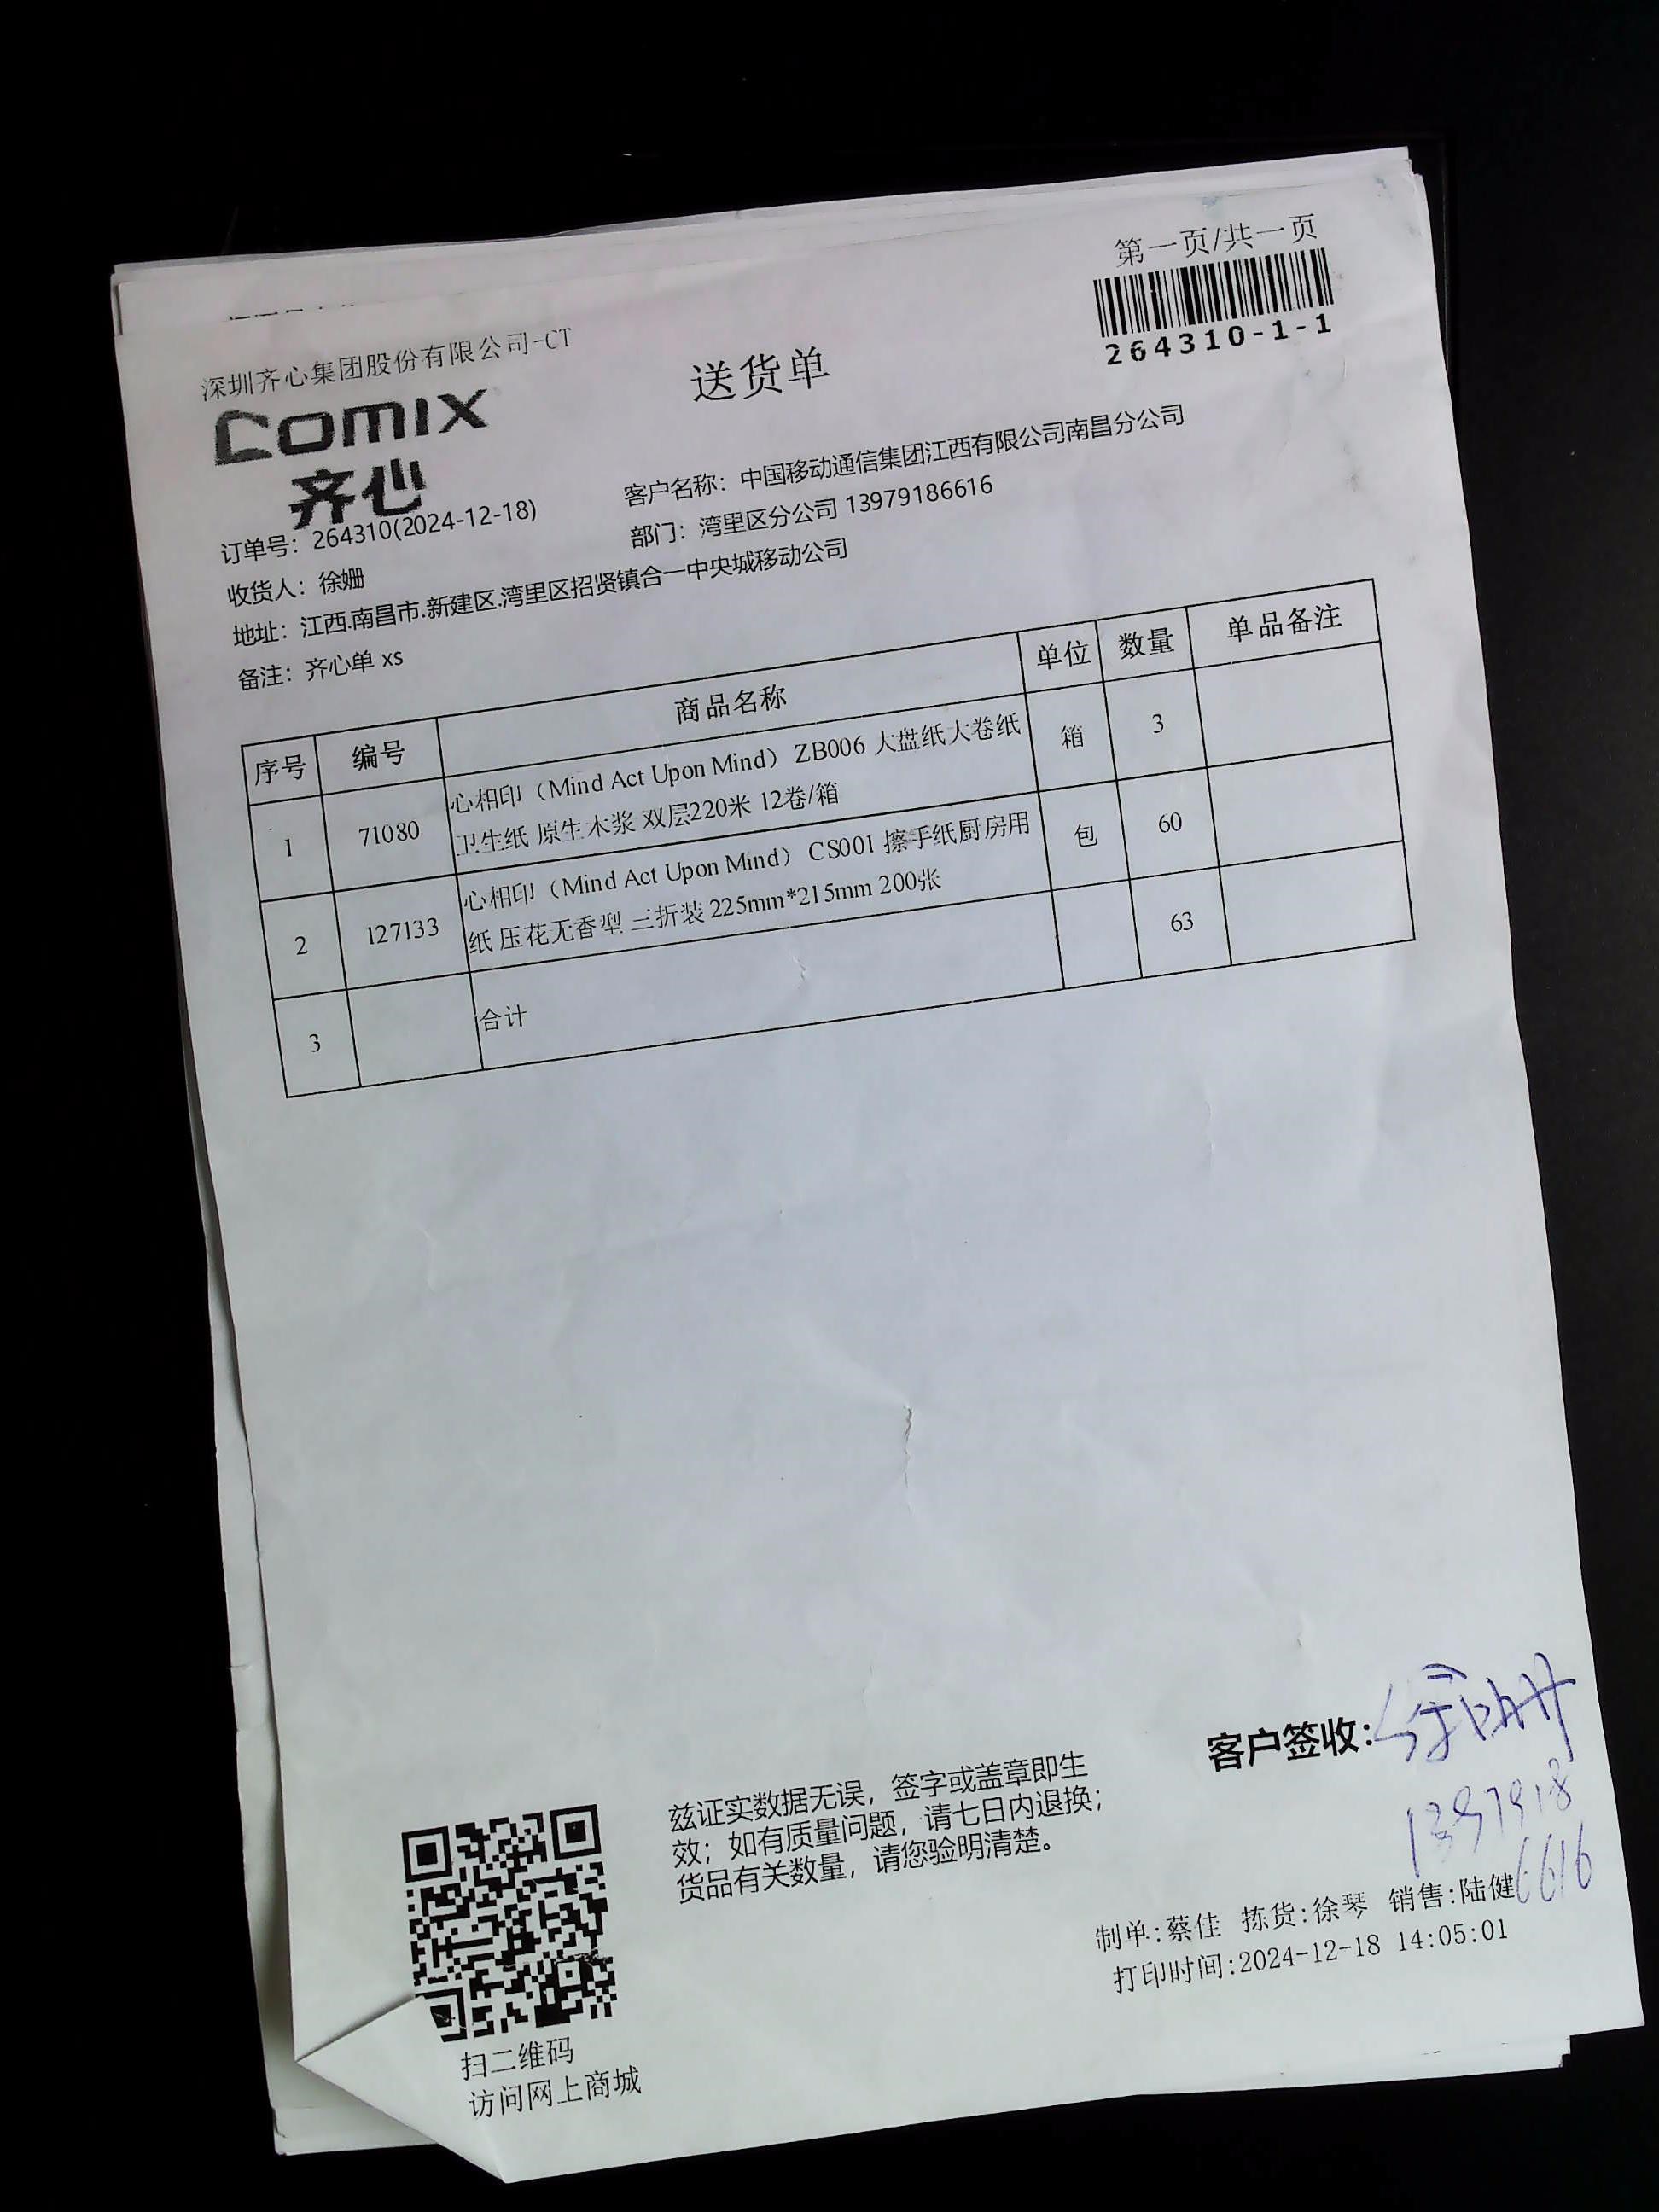 第一页/共一页
264310-1-1
深圳齐心集团股份有限公司-CT
comix
齐心
送货单
订单号：264310(2024-12-18)
客户名称：中国移动通信集团江西有限公司南昌分公司
收货人：徐姗
部门：湾里区分公司 13979186616
地址：江西.南昌市.新建区.湾里区招贤镇合一中央城移动公司
备注：齐心单 xs
序号 编号 商品名称 单位 数量 单品备注
1 71080 心相印（Mind Act Upon Mind） ZB006 大盘纸大卷纸 箱 3
卫生纸 原生木浆 双层220米 12卷/箱
2 127133 心相印（Mind Act Upon Mind） CS001 擦手纸厨房用 包 60
纸 压花无香型 三折装 225mm*215mm 200张
3 合计 63
客户签收：徐姗
1397918
6616
兹证实数据无误，签字或盖章即生
效；如有质量问题，请七日内退换；
货品有关数量，请您验明清楚。
制单:蔡佳 拣货:徐琴 销售:陆健
打印时间:2024-12-18 14:05:01
扫二维码
访问网上商城